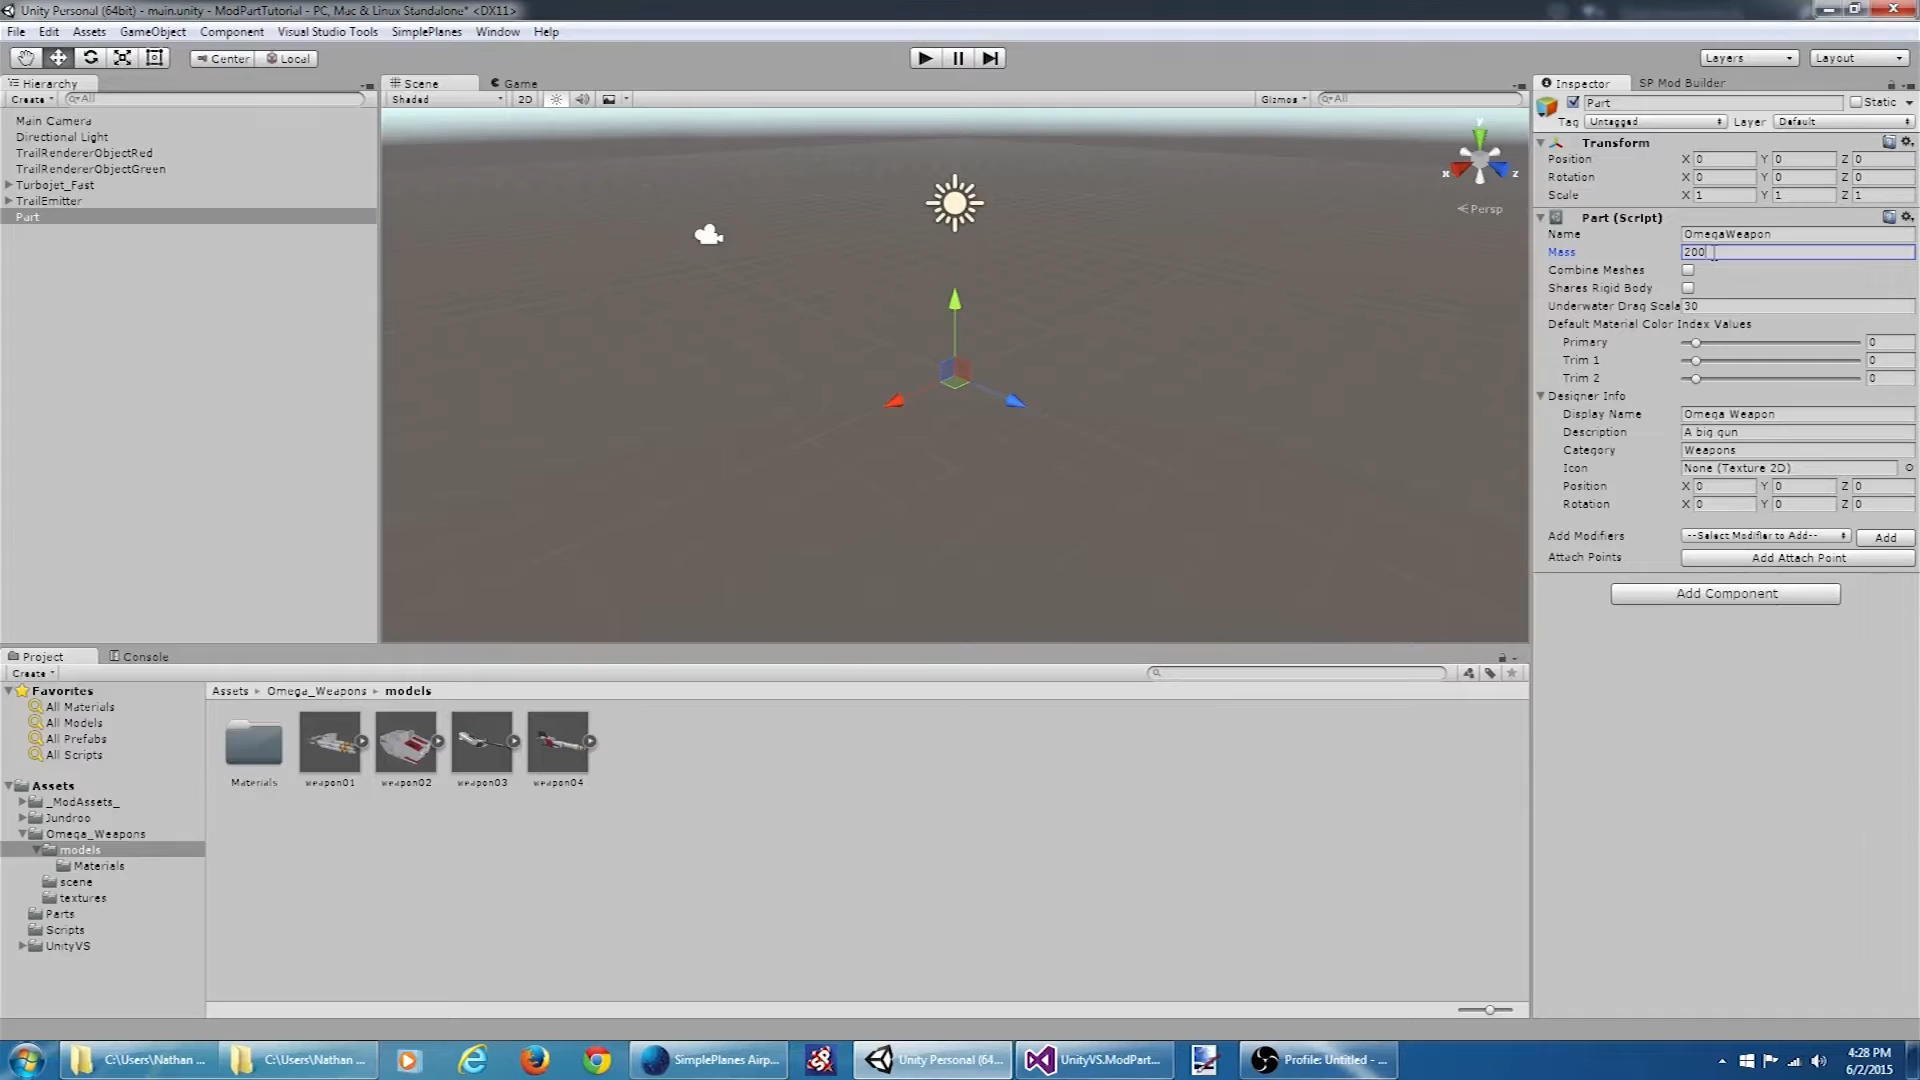 Unity Personal (64bit) - main.unity - ModPartTutorial - PC, Mac & Linux Standalone* <DX11>
File Edit Assets GameObject Component Visual Studio Tools SimplePlanes Window Help
Center Local Layers Layout
Hierarchy
Create All
Main Camera
Directional Light
TrailRendererObjectRed
TrailRendererObjectGreen
Turbojet_Fast
TrailEmitter
Part
Scene Game
Shaded 2D Gizmos All
y
x z
Persp
Inspector SP Mod Builder
Part Static
Tag Untagged Layer Default
Transform
Position X 0 Y 0 Z 0
Rotation X 0 Y 0 Z 0
Scale X 1 Y 1 Z 1
Part (Script)
Name OmegaWeapon
Mass 200
Combine Meshes
Shares Rigid Body
Underwater Drag Scala 30
Default Material Color Index Values
Primary 0
Trim 1 0
Trim 2 0
Designer Info
Display Name Omega Weapon
Description A big gun
Category Weapons
Icon None (Texture 2D)
Position X 0 Y 0 Z 0
Rotation X 0 Y 0 Z 0
Add Modifiers --Select Modifier to Add-- Add
Attach Points Add Attach Point
Add Component
Project Console
Create
Favorites
All Materials
All Models
All Prefabs
All Scripts
Assets
_ModAssets_
Jundroo
Omega_Weapons
models
Materials
scene
textures
Parts
Scripts
UnityVS
Assets Omega_Weapons models
Materials weapon01 weapon02 weapon03 weapon04
C:\Users\Nathan ... C:\Users\Nathan ... SimplePlanes Airp... Unity Personal (64... UnityVS.ModPart... Profile: Untitled - ...
4:28 PM
6/2/2015